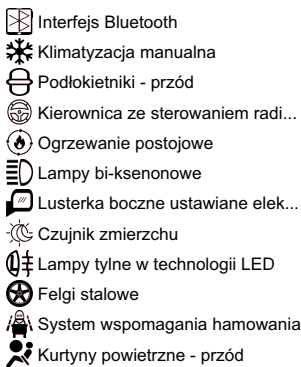 Interfejs Bluetooth
Klimatyzacja manualna
Podłokietniki - przód
Kierownica ze sterowaniem radi...
Ogrzewanie postojowe
Lampy bi-ksenonowe
Lusterka boczne ustawiane elek...
Czujnik zmierzchu
Lampy tylne w technologii LED
Felgi stalowe
System wspomagania hamowania
Kurtyny powietrzne - przód